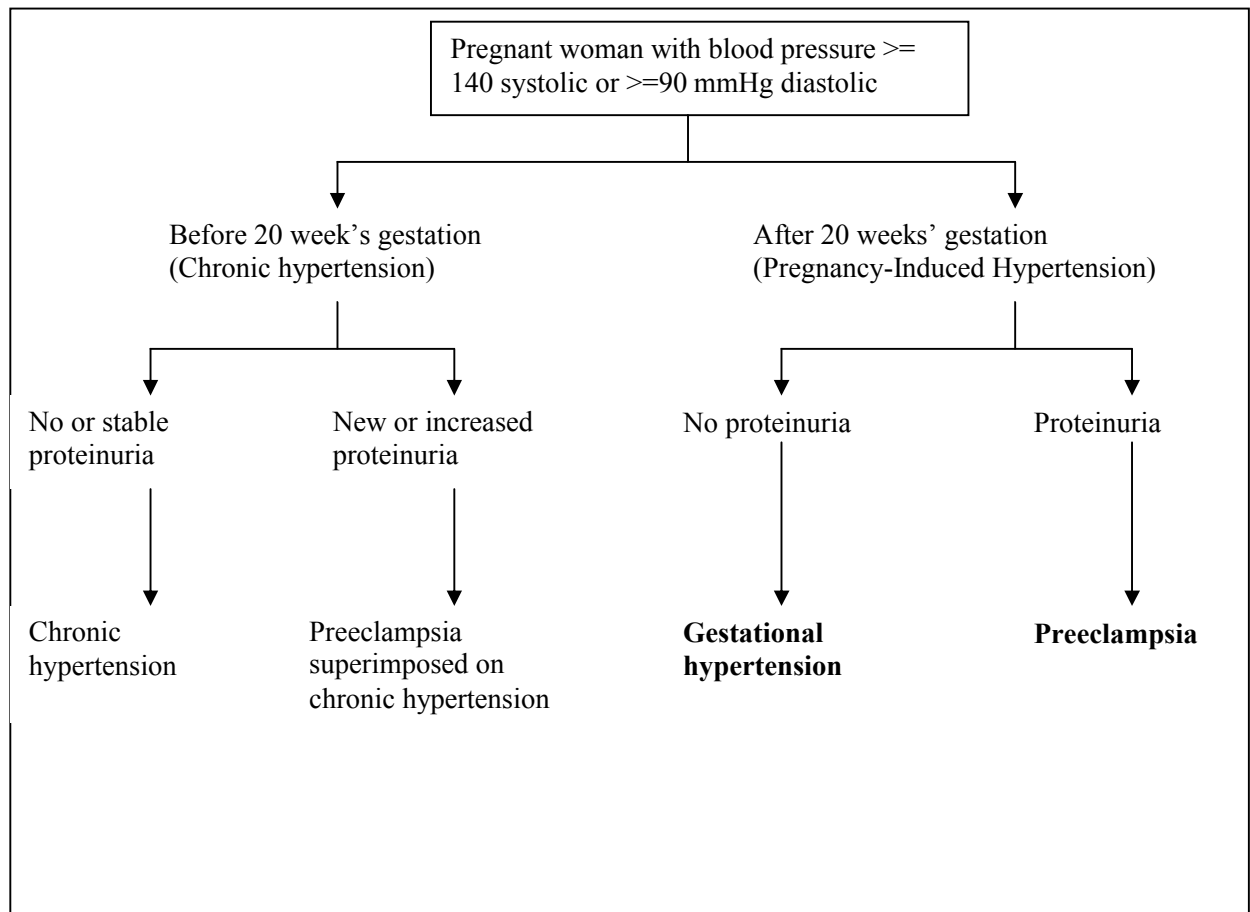 Pregnant woman with blood pressure >=
140 systolic or >=90 mmHg diastolic
Before 20 week's gestation
(Chronic hypertension)
After 20 weeks' gestation
(Pregnancy-Induced Hypertension)
No or stable
proteinuria
New or increased
proteinuria
No proteinuria
Proteinuria
Chronic
hypertension
Preeclampsia
superimposed on
chronic hypertension
Gestational
hypertension
Preeclampsia